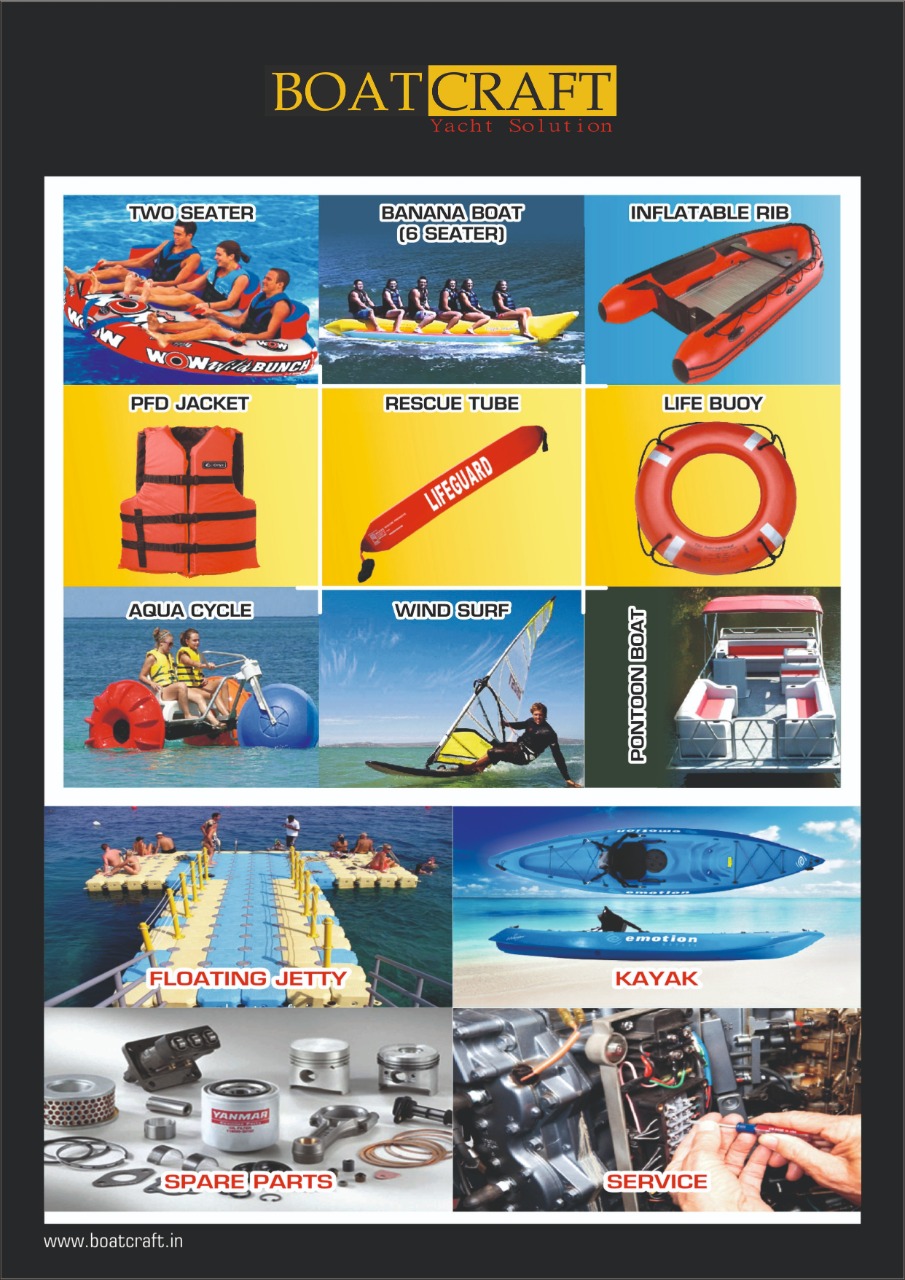 BOATCRAFT
Yacht Solution
TWO SEATER
BANANA BOAT
(6 SEATER)
INFLATABLE RIB
WOW
WOW Wild BUNCH
WOW
PFD JACKET
RESCUE TUBE
LIFE BUOY
LIFEGUARD
AQUA CYCLE
WIND SURF
PONTOON BOAT
emotion
emotion
emotion
FLOATING JETTY
KAYAK
YANMAR
SPARE PARTS
SERVICE
www.boatcraft.in